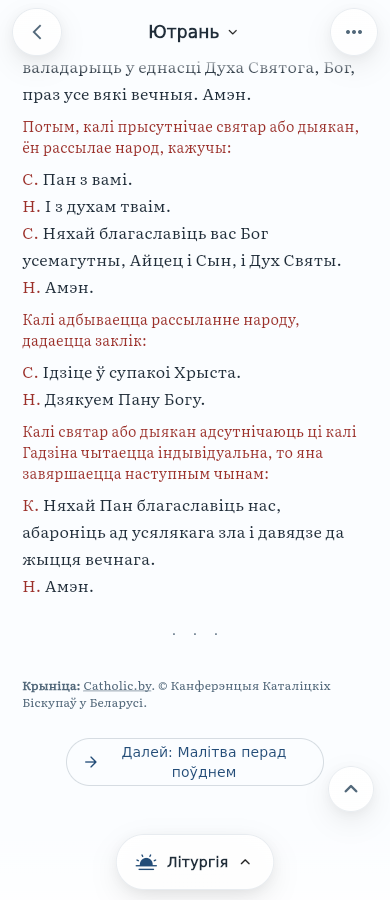 Ютрань
валадарыць у еднасці Духа Святога, Бог,
праз усе вякі вечныя. Амэн.
Потым, калі прысутнічае святар або дыякан,
ён рассылае народ, кажучы:
С. Пан з вамі.
Н. І з духам тваім.
С. Няхай благаславіць вас Бог
усемагутны, Айцец і Сын, і Дух Святы.
Н. Амэн.
Калі адбываецца рассыланне народу,
дадаецца заклік:
С. Ідзіце ў супакоі Хрыста.
Н. Дзякуем Пану Богу.
Калі святар або дыякан адсутнічаюць ці калі
Гадзіна чытаецца індывідуальна, то яна
завяршаецца наступным чынам:
К. Няхай Пан благаславіць нас,
абароніць ад усялякага зла і давядзе да
жыцця вечнага.
Н. Амэн.
. . .
Крыніца: Catholic.by. © Канферэнцыя Каталіцкіх
Біскупаў у Беларусі.
Далей: Малітва перад
поўднем
Літургія